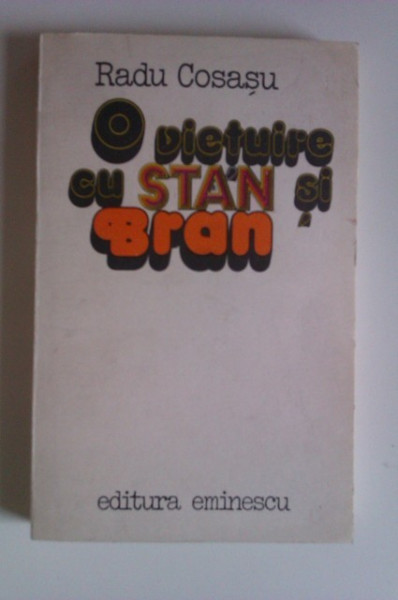 Radu Cosașu
O viețuire
cu STAN și
Bran
editura eminescu